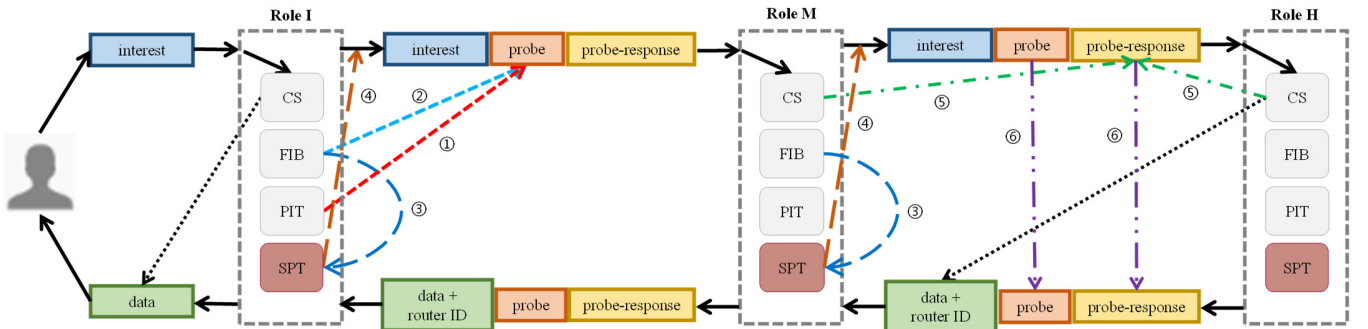 Role I
Role M
Role H
interest
interest
probe
probe-response
interest
probe
probe-response
CS
FIB
PIT
SPT
④
②
①
③
CS
FIB
PIT
SPT
④
⑤
③
⑥
⑥
⑤
CS
FIB
PIT
SPT
data
data +
router ID
probe
probe-response
data +
router ID
probe
probe-response